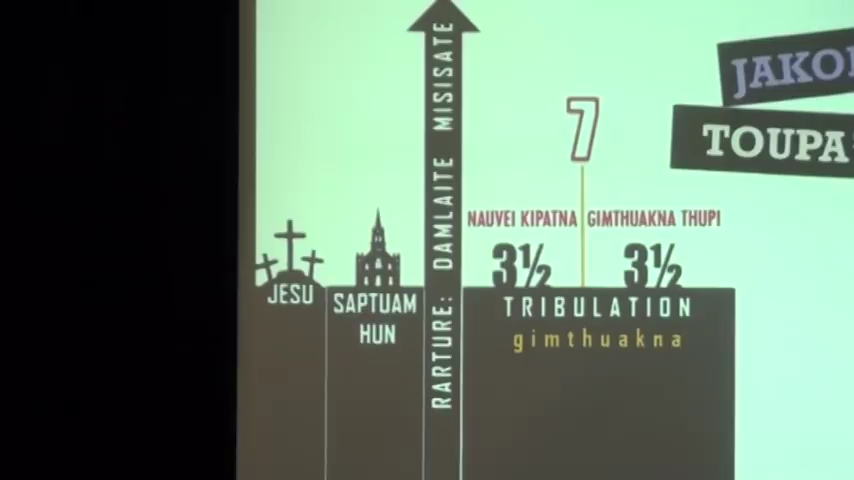 JAKO
TOUPA
7
NAUVEI KIPATNA GIMTHUAKNA THUPI
3½ 3½
JESU
SAPTUAM
HUN
RARTURE: DAMLAITE MISISATE
TRIBULATION
gimthuakna